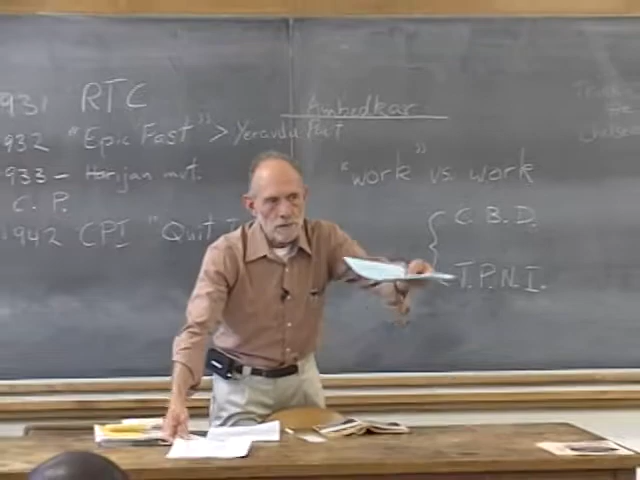 931 RTC
932 "Epic Fast" > Yeravda Pact
933 - Harijan mvt.
C. P.
1942 CPI "Quit I
Ambedkar
"work" vs. work
{ C. B. D.
T. P. N. I.